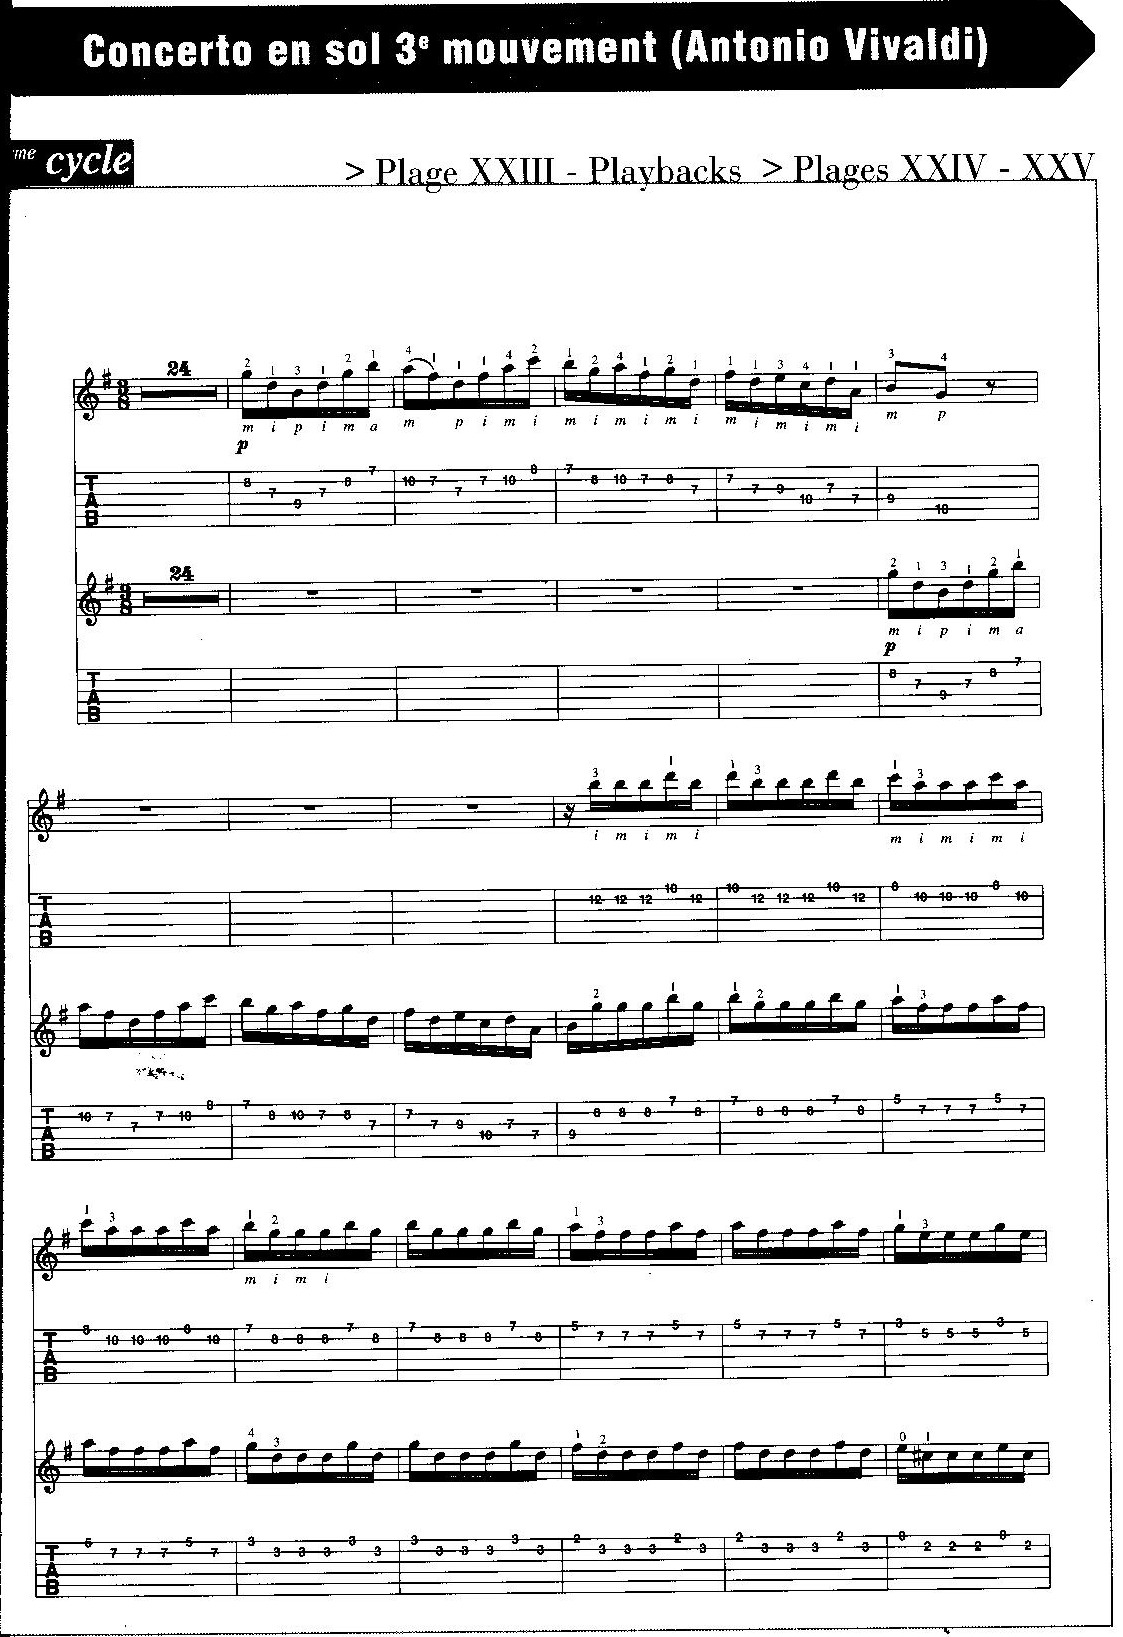 Concerto en sol 3e mouvement (Antonio Vivaldi)
me cycle
> Plage XXIII - Playbacks > Plages XXIV - XXV
24
2 1 3 1 2 1 4 1 1 1 4 2 1 2 4 1 2 1 1 1 3 4 1 1 3 4
3 8
m i p i m a m p i m i m i m i m i m i m i m i m p
p
T A B
8 7 9 7 8 7 10 7 7 7 10 8 7 8 10 7 8 7 7 7 9 10 7 7 9 10
24
2 1 3 1 2 1
3 8
m i p i m a
p
T A B
8 7 9 7 8 7
3 1 1 3 1 3
i m i m i m i m i m i
T A B
12 12 12 10 12 10 12 12 12 10 12 8 10 10 10 8 10
2 1 1 2 1 3
T A B
10 7 7 7 10 8 7 8 10 7 8 7 7 7 9 10 7 7 9 8 8 8 7 8 7 8 8 8 7 8 5 7 7 7 5 7
1 3 1 2 1 3 1 3
m i m i
T A B
8 10 10 10 8 10 7 8 8 8 7 8 7 8 8 8 7 8 5 7 7 7 5 7 5 7 7 7 5 7 3 5 5 5 3 5
4 3 1 2 0 1
T A B
5 7 7 7 5 7 3 3 3 3 3 3 3 3 3 3 3 3 2 3 3 3 2 3 2 3 3 3 2 3 0 2 2 2 0 2